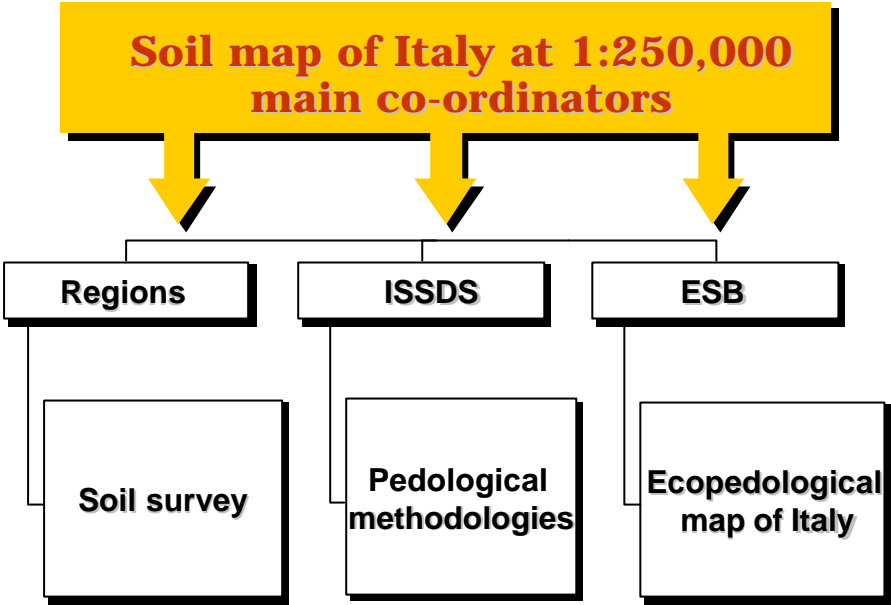 Soil map of Italy at 1:250,000
main co-ordinators
Regions
ISSDS
ESB
Soil survey
Pedological
methodologies
Ecopedological
map of Italy